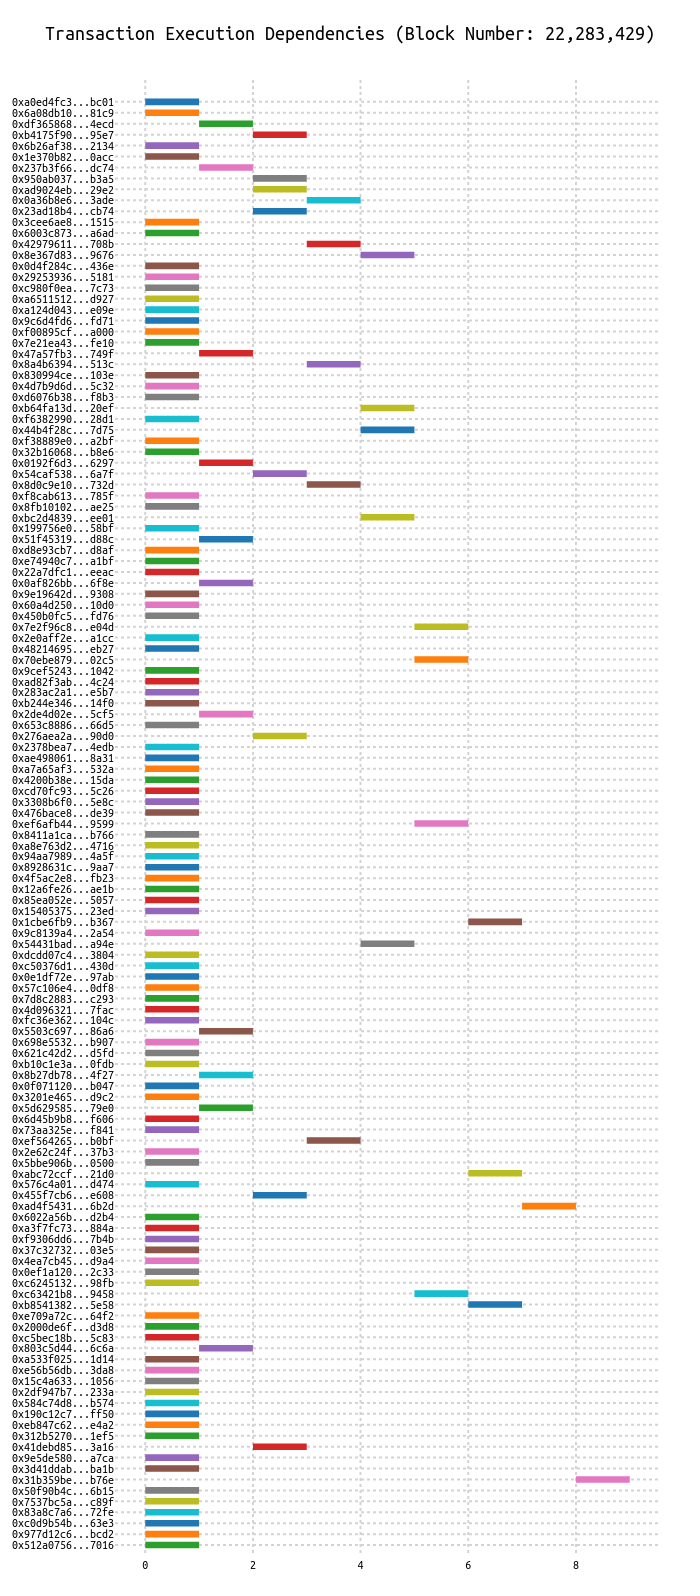 Transaction Execution Dependencies (Block Number: 22,283,429)
0xa0ed4fc3...bc01
0x6a08db10...81c9
0xdf365868...4ecd
0xb4175f90...95e7
0x6b26af38...2134
0x1e370b82...0acc
0x237b3f66...dc74
0x950ab037...b3a5
0xad9024eb...29e2
0x0a36b8e6...3ade
0x23ad18b4...cb74
0x3cee6ae8...1515
0x6003c873...a6ad
0x42979611...708b
0x8e367d83...9676
0x0d4f284c...436e
0x29253936...5181
0xc980f0ea...7c73
0xa6511512...d927
0xa124d043...e09e
0x9c6d4fd6...fd71
0xf00895cf...a000
0x7e21ea43...fe10
0x47a57fb3...749f
0x8a4b6394...513c
0x830994ce...103e
0x4d7b9d6d...5c32
0xd6076b38...f8b3
0xb64fa13d...20ef
0xf6382990...28d1
0x44b4f28c...7d75
0xf38889e0...a2bf
0x32b16068...b8e6
0x0192f6d3...6297
0x54caf538...6a7f
0x8d0c9e10...732d
0xf8cab613...785f
0x8fb10102...ae25
0xbc2d4839...ee01
0x199756e0...58bf
0x51f45319...d88c
0xd8e93cb7...d8af
0xe74940c7...a1bf
0x22a7dfc1...eeac
0x0af826bb...6f8e
0x9e19642d...9308
0x60a4d250...10d0
0x450b0fc5...fd76
0x7e2f96c8...e04d
0x2e0aff2e...a1cc
0x48214695...eb27
0x70ebe879...02c5
0x9cef5243...1042
0xad82f3ab...4c24
0x283ac2a1...e5b7
0xb244e346...14f0
0x2de4d02e...5cf5
0x653c8886...66d5
0x276aea2a...90d0
0x2378bea7...4edb
0xae498061...8a31
0xa7a65af3...532a
0x4200b38e...15da
0xcd70fc93...5c26
0x3308b6f0...5e8c
0x476bace8...de39
0xef6afb44...9599
0x8411a1ca...b766
0xa8e763d2...4716
0x94aa7989...4a5f
0x8928631c...9aa7
0x4f5ac2e8...fb23
0x12a6fe26...ae1b
0x85ea052e...5057
0x15405375...23ed
0x1cbe6fb9...b367
0x9c8139a4...2a54
0x54431bad...a94e
0xdcdd07c4...3804
0xc50376d1...430d
0x0e1df72e...97ab
0x57c106e4...0df8
0x7d8c2883...c293
0x4d096321...7fac
0xfc36e362...104c
0x5503c697...86a6
0x698e5532...b907
0x621c42d2...d5fd
0xb10c1e3a...0fdb
0x8b27db78...4f27
0x0f071120...b047
0x3201e465...d9c2
0x5d629585...79e0
0x6d45b9b8...f606
0x73aa325e...f841
0xef564265...b0bf
0x2e62c24f...37b3
0x5bbe906b...0500
0xabc72ccf...21d0
0x576c4a01...d474
0x455f7cb6...e608
0xad4f5431...6b2d
0x6022a56b...d2b4
0xa3f7fc73...884a
0xf9306dd6...7b4b
0x37c32732...03e5
0x4ea7cb45...d9a4
0x0ef1a120...2c33
0xc6245132...98fb
0xc63421b8...9458
0xb8541382...5e58
0xe709a72c...64f2
0x2000de6f...d3d8
0xc5bec18b...5c83
0x803c5d44...6c6a
0xa533f025...1d14
0xe56b56db...3da8
0x15c4a633...1056
0x2df947b7...233a
0x584c74d8...b574
0x190c12c7...ff50
0xeb847c62...e4a2
0x312b5270...1ef5
0x41debd85...3a16
0x9e5de580...a7ca
0x3d41ddab...ba1b
0x31b359be...b76e
0x50f90b4c...6b15
0x7537bc5a...c89f
0x83a8c7a6...72fe
0xc0d9b54b...63e3
0x977d12c6...bcd2
0x512a0756...7016
0 2 4 6 8